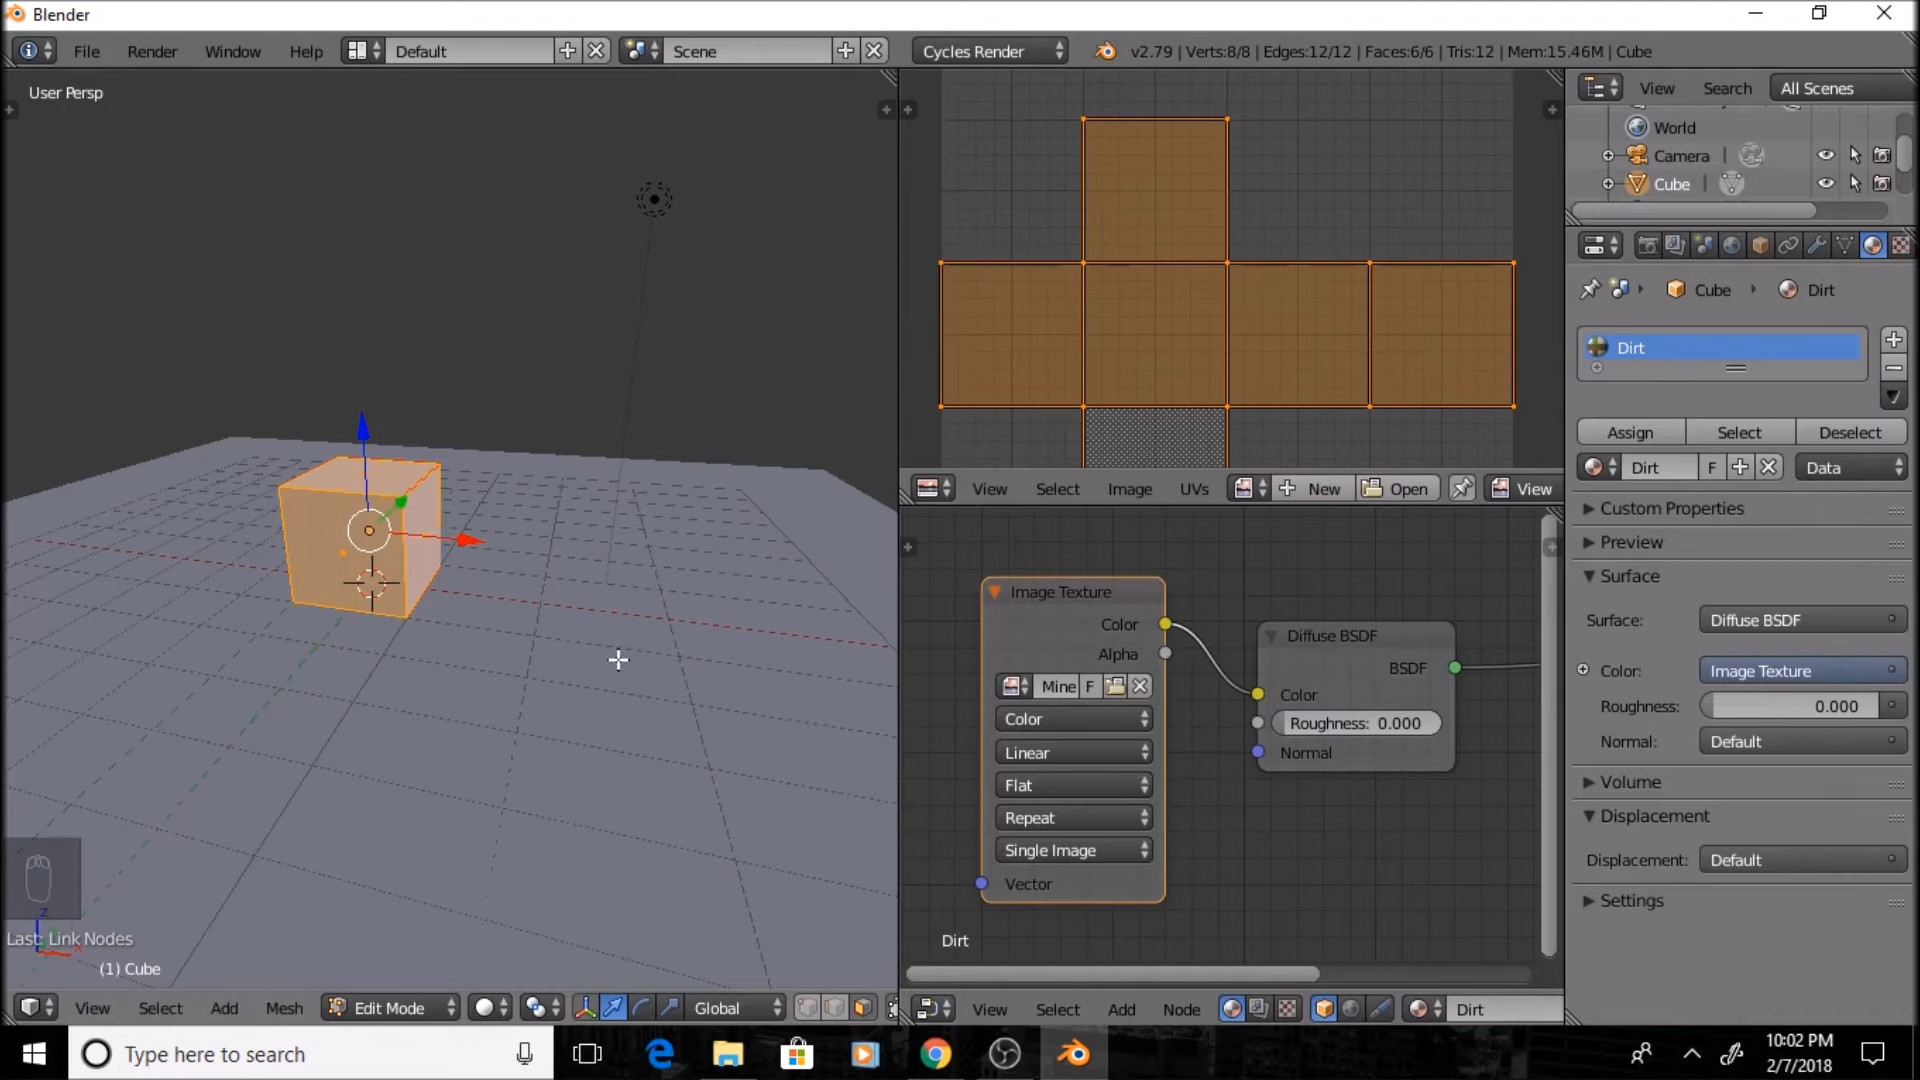 Blender
File Render Window Help Default Scene Cycles Render v2.79 | Verts:8/8 | Edges:12/12 | Faces:6/6 | Tris:12 | Mem:15.46M | Cube
User Persp
View Search All Scenes
World
Camera
Cube
Cube Dirt
Dirt
Assign Select Deselect
Dirt F Data
View Select Image UVs New Open View
Custom Properties
Preview
Surface
Surface: Diffuse BSDF
Color: Image Texture
Roughness: 0.000
Normal: Default
Volume
Displacement
Displacement: Default
Settings
Image Texture
Color
Alpha
Mine F
Color
Linear
Flat
Repeat
Single Image
Vector
Diffuse BSDF
BSDF
Color
Roughness: 0.000
Normal
Dirt
Z
X
Last: Link Nodes
(1) Cube
View Select Add Mesh Edit Mode Global
View Select Add Node Dirt
Type here to search
10:02 PM
2/7/2018